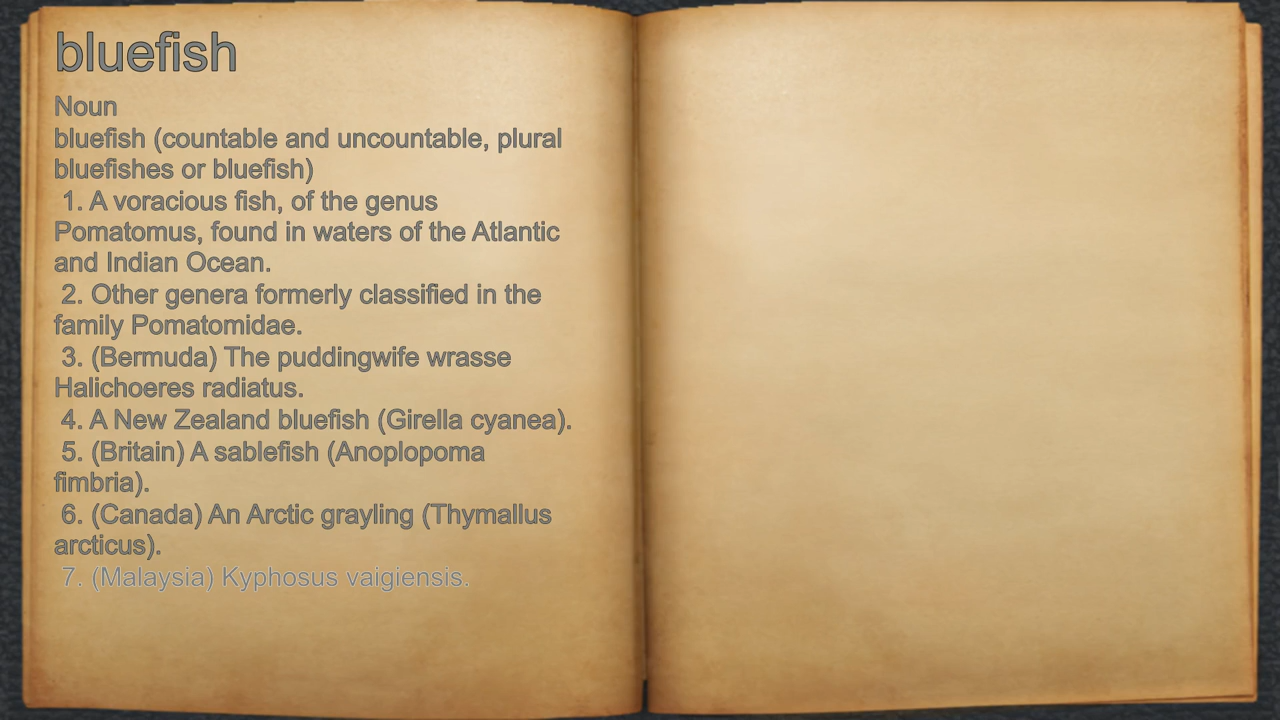 bluefish
Noun
bluefish (countable and uncountable, plural
bluefishes or bluefish)
1. A voracious fish, of the genus
Pomatomus, found in waters of the Atlantic
and Indian Ocean.
2. Other genera formerly classified in the
family Pomatomidae.
3. (Bermuda) The puddingwife wrasse
Halichoeres radiatus.
4. A New Zealand bluefish (Girella cyanea).
5. (Britain) A sablefish (Anoplopoma
fimbria).
6. (Canada) An Arctic grayling (Thymallus
arcticus).
7. (Malaysia) Kyphosus vaigiensis.